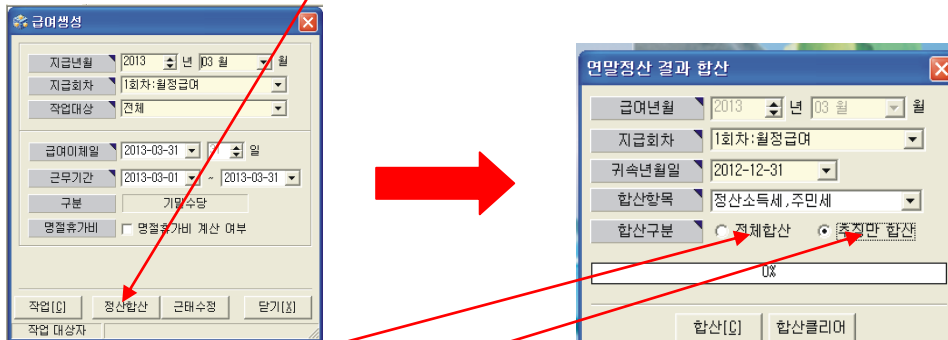 급여생성
지급년월 2013 년 03 월 월
지급회차 1회차:월정급여
작업대상 전체
급여이체일 2013-03-31 일
근무기간 2013-03-01 ~ 2013-03-31
구분 기말수당
명절휴가비 명절휴가비 계산 여부
작업[C] 정산합산 근태수정 닫기[X]
작업 대상자
연말정산 결과 합산
급여년월 2013 년 03 월 월
지급회차 1회차:월정급여
귀속년월일 2012-12-31
합산항목 정산소득세,주민세
합산구분 전체합산 추징만 합산
0%
합산[C] 합산클리어